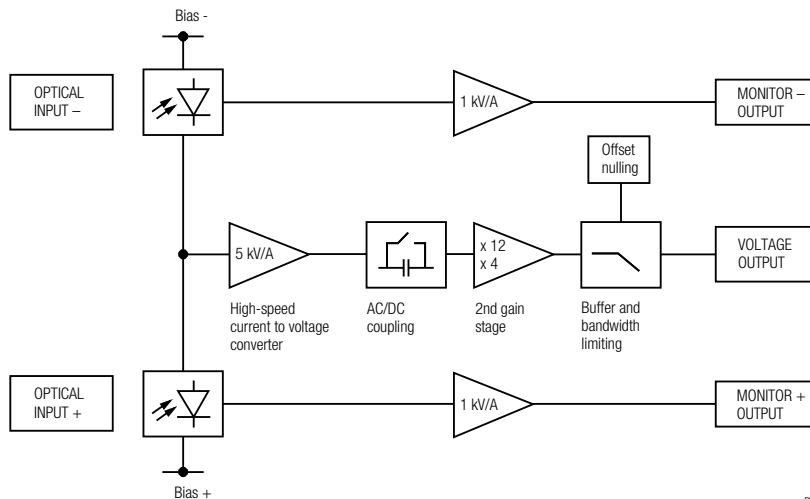 Bias -
OPTICAL
INPUT –
1 kV/A
MONITOR –
OUTPUT
Offset
nulling
5 kV/A
x 12
x 4
VOLTAGE
OUTPUT
High-speed
current to voltage
converter
AC/DC
coupling
2nd gain
stage
Buffer and
bandwidth
limiting
OPTICAL
INPUT +
1 kV/A
MONITOR +
OUTPUT
Bias +